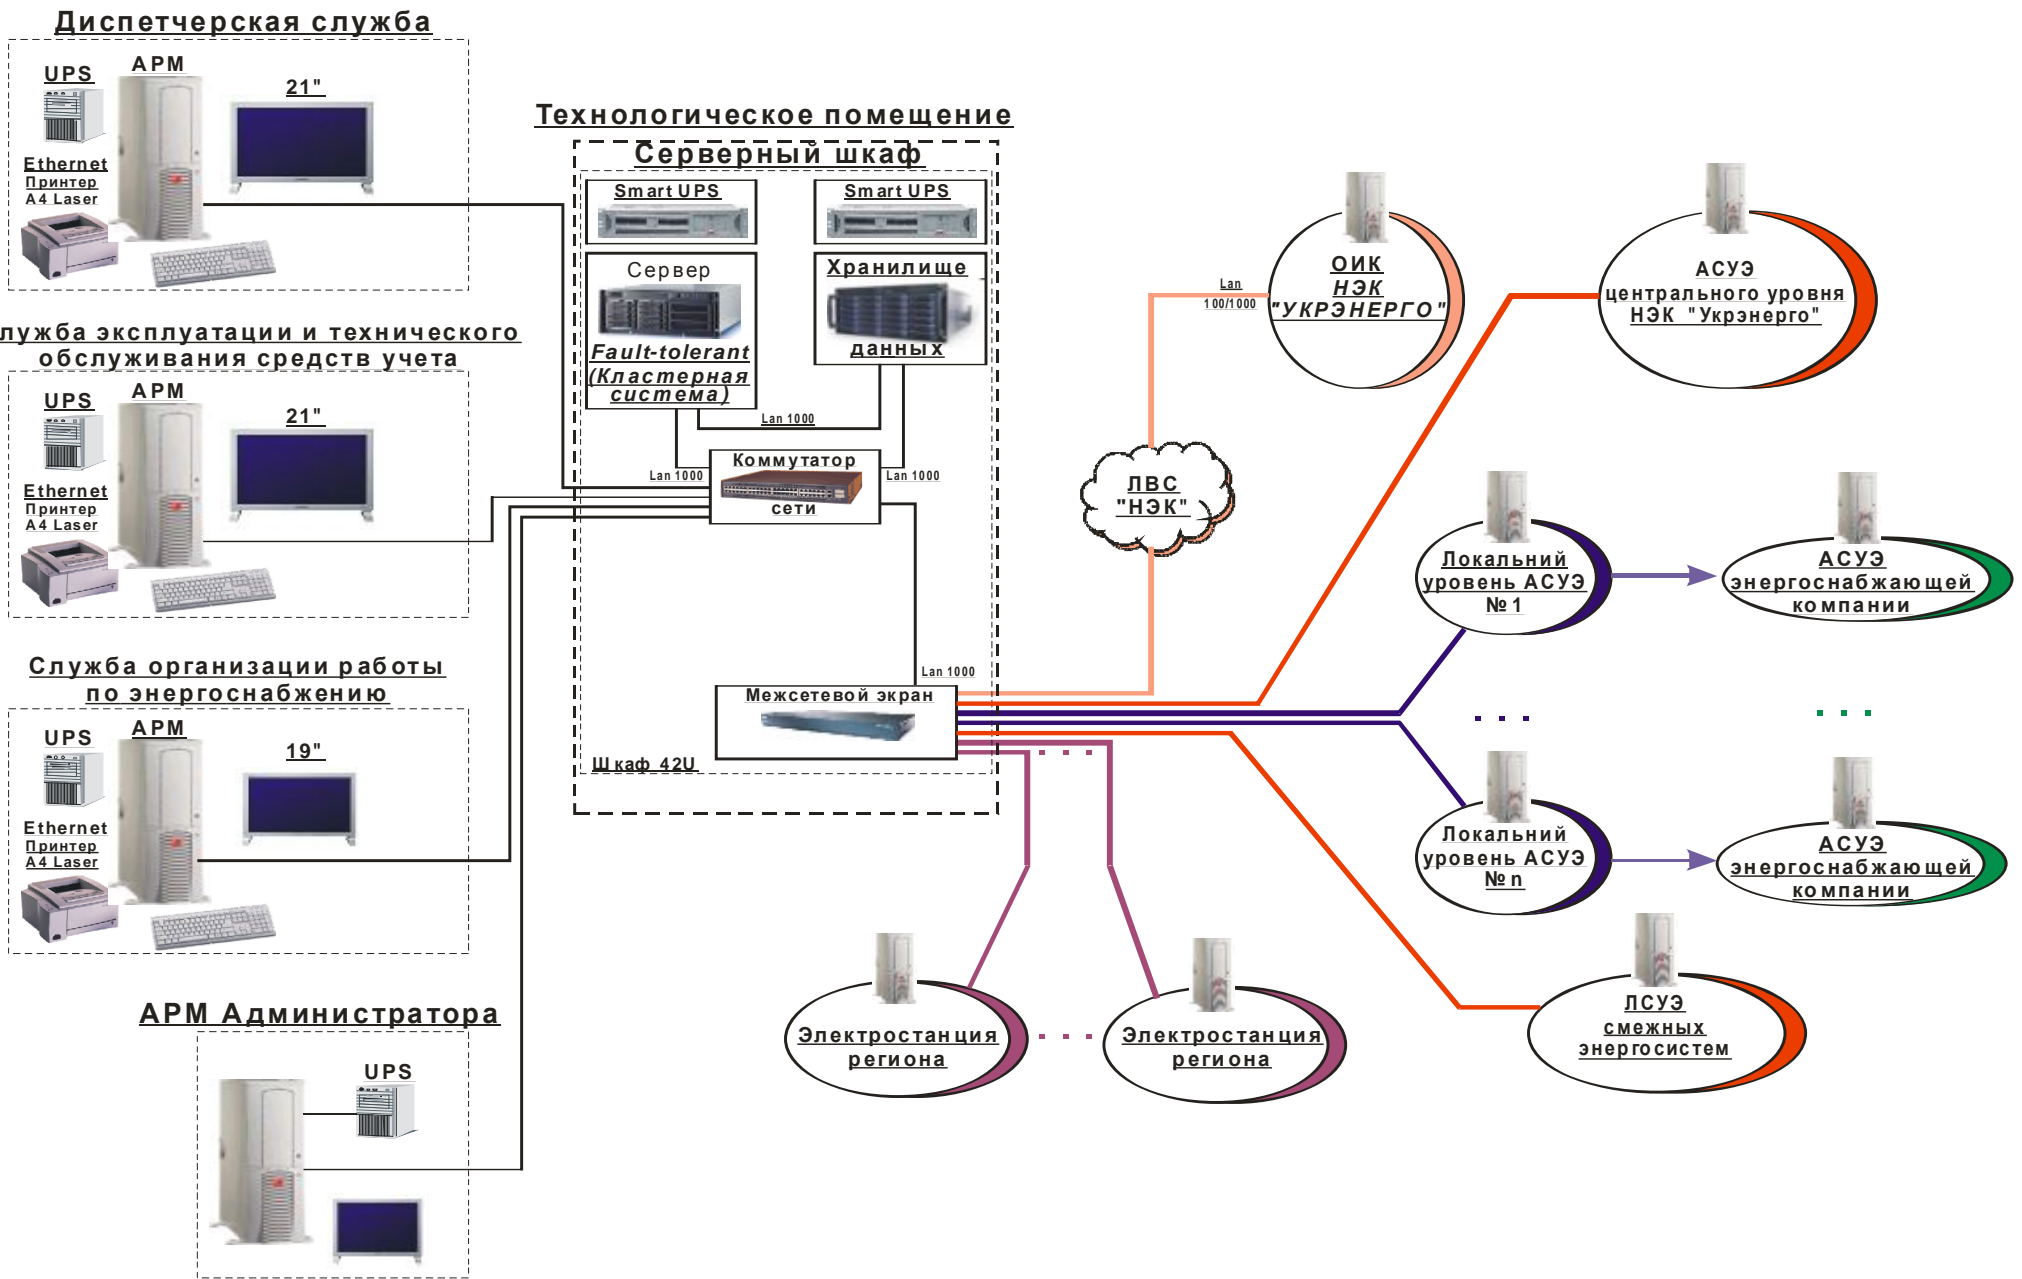 Диспетчерская служба
UPS
АРМ
21"
Ethernet
Принтер
A4 Laser
лужба эксплуатации и технического
обслуживания средств учета
UPS
АРМ
21"
Ethernet
Принтер
A4 Laser
Служба организации работы
по энергоснабжению
UPS
АРМ
19"
Ethernet
Принтер
A4 Laser
АРМ Администратора
UPS
Технологическое помещение
Серверный шкаф
Smart UPS
Smart UPS
Сервер
Fault-tolerant
(Кластерная
система)
Хранилище
данных
Lan 1000
Lan 1000
Lan 1000
Коммутатор
сети
Lan 1000
Межсетевой экран
Шкаф 42U
Lan
100/1000
ЛВС
"НЭК"
ОИК
НЭК
"УКРЭНЕРГО"
АСУЭ
центрального уровня
НЭК "Укрэнерго"
Локальний
уровень АСУЭ
№ 1
АСУЭ
энергоснабжающей
компании
. . .
. . .
Локальний
уровень АСУЭ
№ n
АСУЭ
энергоснабжающей
компании
. . .
Электростанция
региона
. . .
Электростанция
региона
ЛСУЭ
смежных
энергосистем